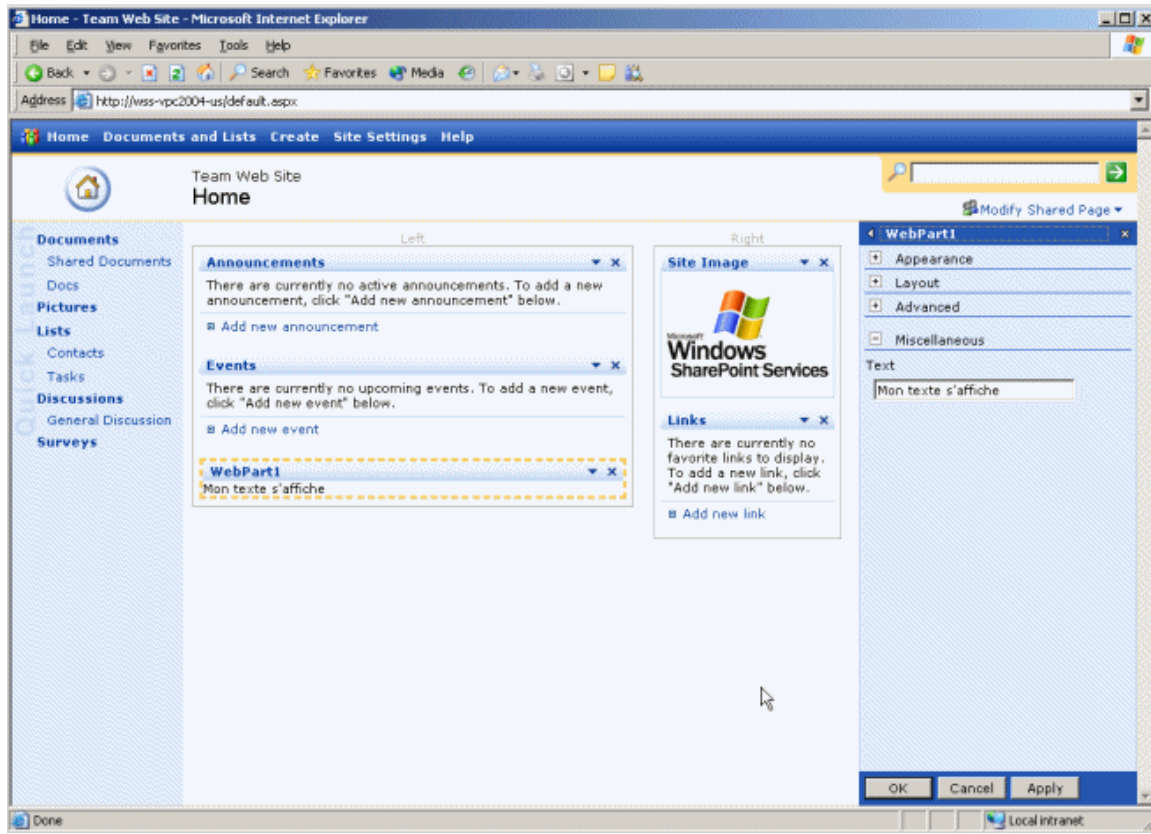 Home - Team Web Site - Microsoft Internet Explorer
File Edit View Favorites Tools Help
Back Search Favorites Media
Address http://wss-vpc2004-us/default.aspx
Home Documents and Lists Create Site Settings Help
Team Web Site
Home
Modify Shared Page
Quick Launch
Documents
Shared Documents
Docs
Pictures
Lists
Contacts
Tasks
Discussions
General Discussion
Surveys
Left
Announcements
There are currently no active announcements. To add a new
announcement, click "Add new announcement" below.
Add new announcement
Events
There are currently no upcoming events. To add a new event,
click "Add new event" below.
Add new event
WebPart1
Mon texte s'affiche
Right
Site Image
Microsoft
Windows
SharePoint Services
Links
There are currently no
favorite links to display.
To add a new link, click
"Add new link" below.
Add new link
WebPart1
Appearance
Layout
Advanced
Miscellaneous
Text
Mon texte s'affiche
OK Cancel Apply
Done Local intranet